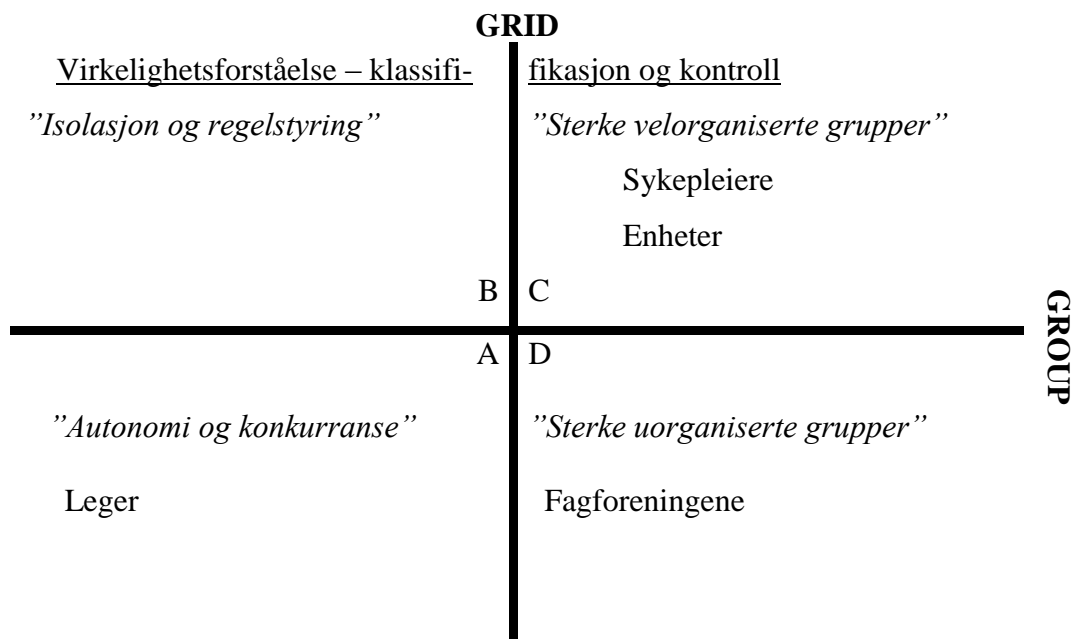 GRID
Virkelighetsforståelse – klassifi- fikasjon og kontroll
”Isolasjon og regelstyring” ”Sterke velorganiserte grupper”
Sykepleiere
Enheter
B C
GROUP
A D
”Autonomi og konkurranse” ”Sterke uorganiserte grupper”
Leger Fagforeningene